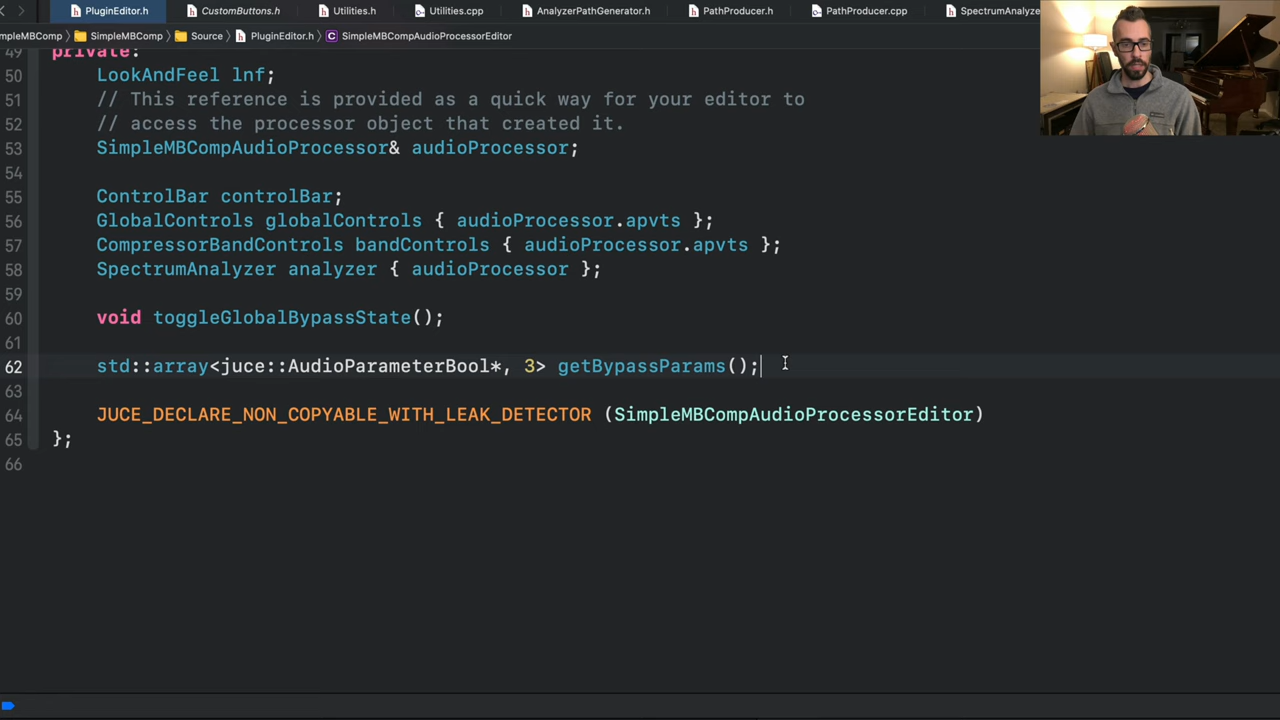 PluginEditor.h CustomButtons.h Utilities.h Utilities.cpp AnalyzerPathGenerator.h PathProducer.h PathProducer.cpp SpectrumAnalyze
mpleMBComp SimpleMBComp Source PluginEditor.h SimpleMBCompAudioProcessorEditor
49 private:
50 LookAndFeel lnf;
51 // This reference is provided as a quick way for your editor to
52 // access the processor object that created it.
53 SimpleMBCompAudioProcessor& audioProcessor;
54
55 ControlBar controlBar;
56 GlobalControls globalControls { audioProcessor.apvts };
57 CompressorBandControls bandControls { audioProcessor.apvts };
58 SpectrumAnalyzer analyzer { audioProcessor };
59
60 void toggleGlobalBypassState();
61
62 std::array<juce::AudioParameterBool*, 3> getBypassParams();
63
64 JUCE_DECLARE_NON_COPYABLE_WITH_LEAK_DETECTOR (SimpleMBCompAudioProcessorEditor)
65 };
66